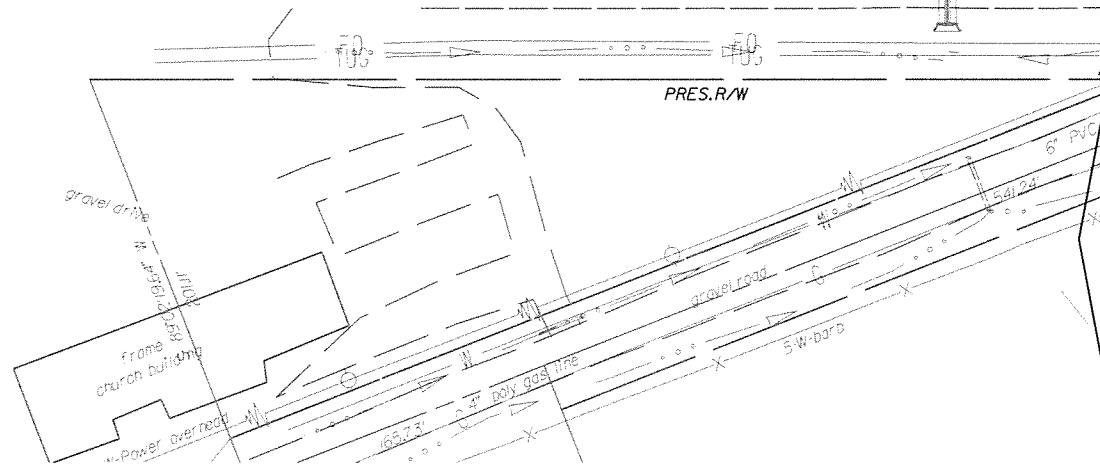 PRES.R/W
6" PVC
541.24'
gravel drive
W
W
W
gravel road
G
frame
church building
5-W-barb
4" poly gas line
G
165.73'
W-Power overhead